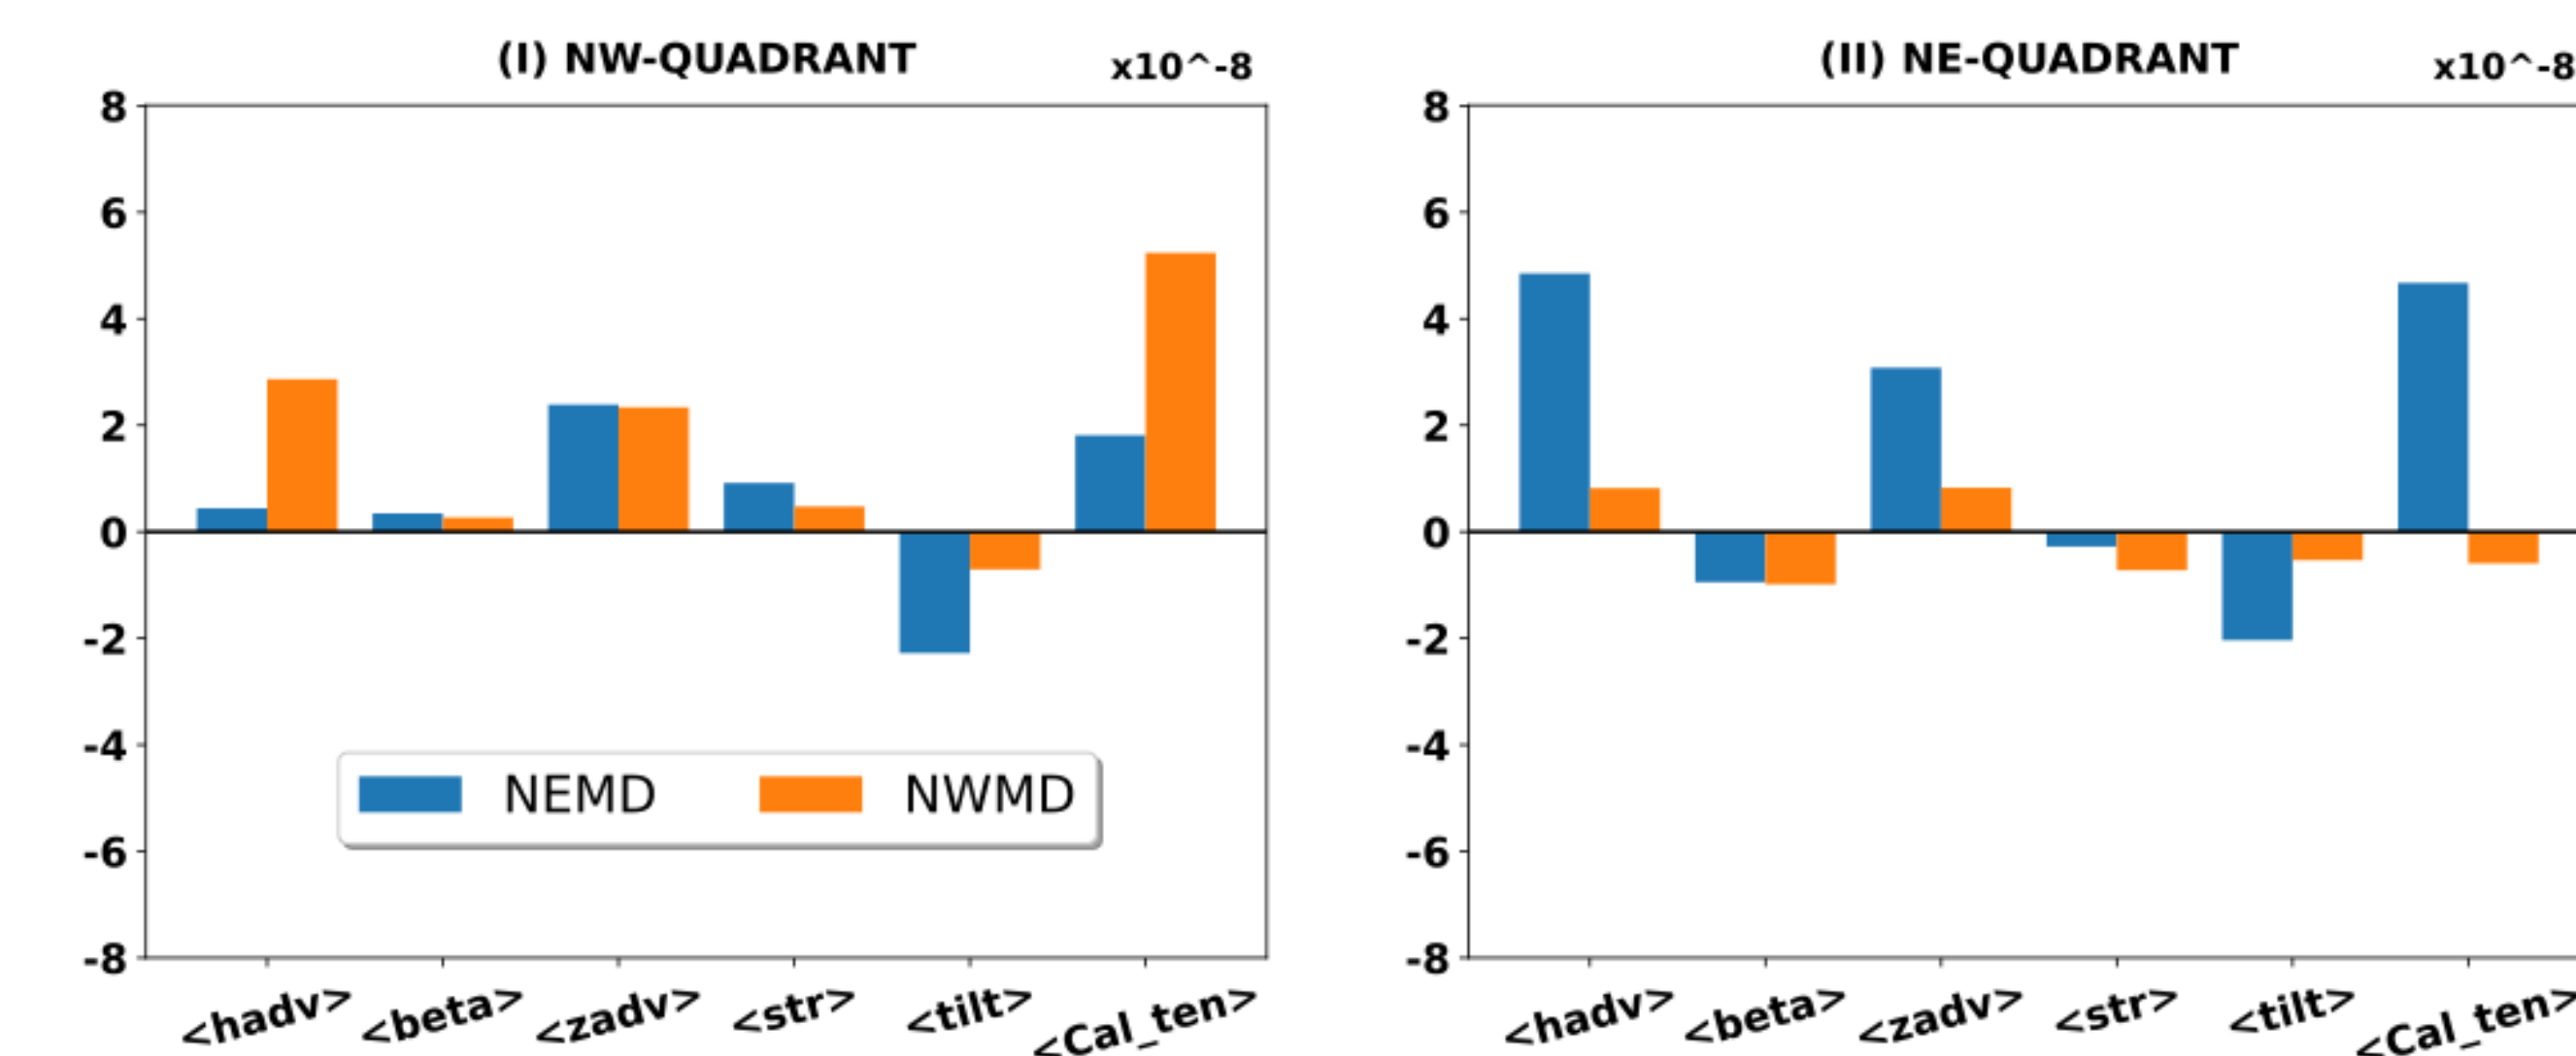 (I) NW-QUADRANT
x10^-8
8
6
4
2
0
-2
-4
-6
-8
NEMD
NWMD
<hadv>
<beta>
<zadv>
<str>
<tilt>
<Cal_ten>
(II) NE-QUADRANT
x10^-8
8
6
4
2
0
-2
-4
-6
-8
<hadv>
<beta>
<zadv>
<str>
<tilt>
<Cal_ten>